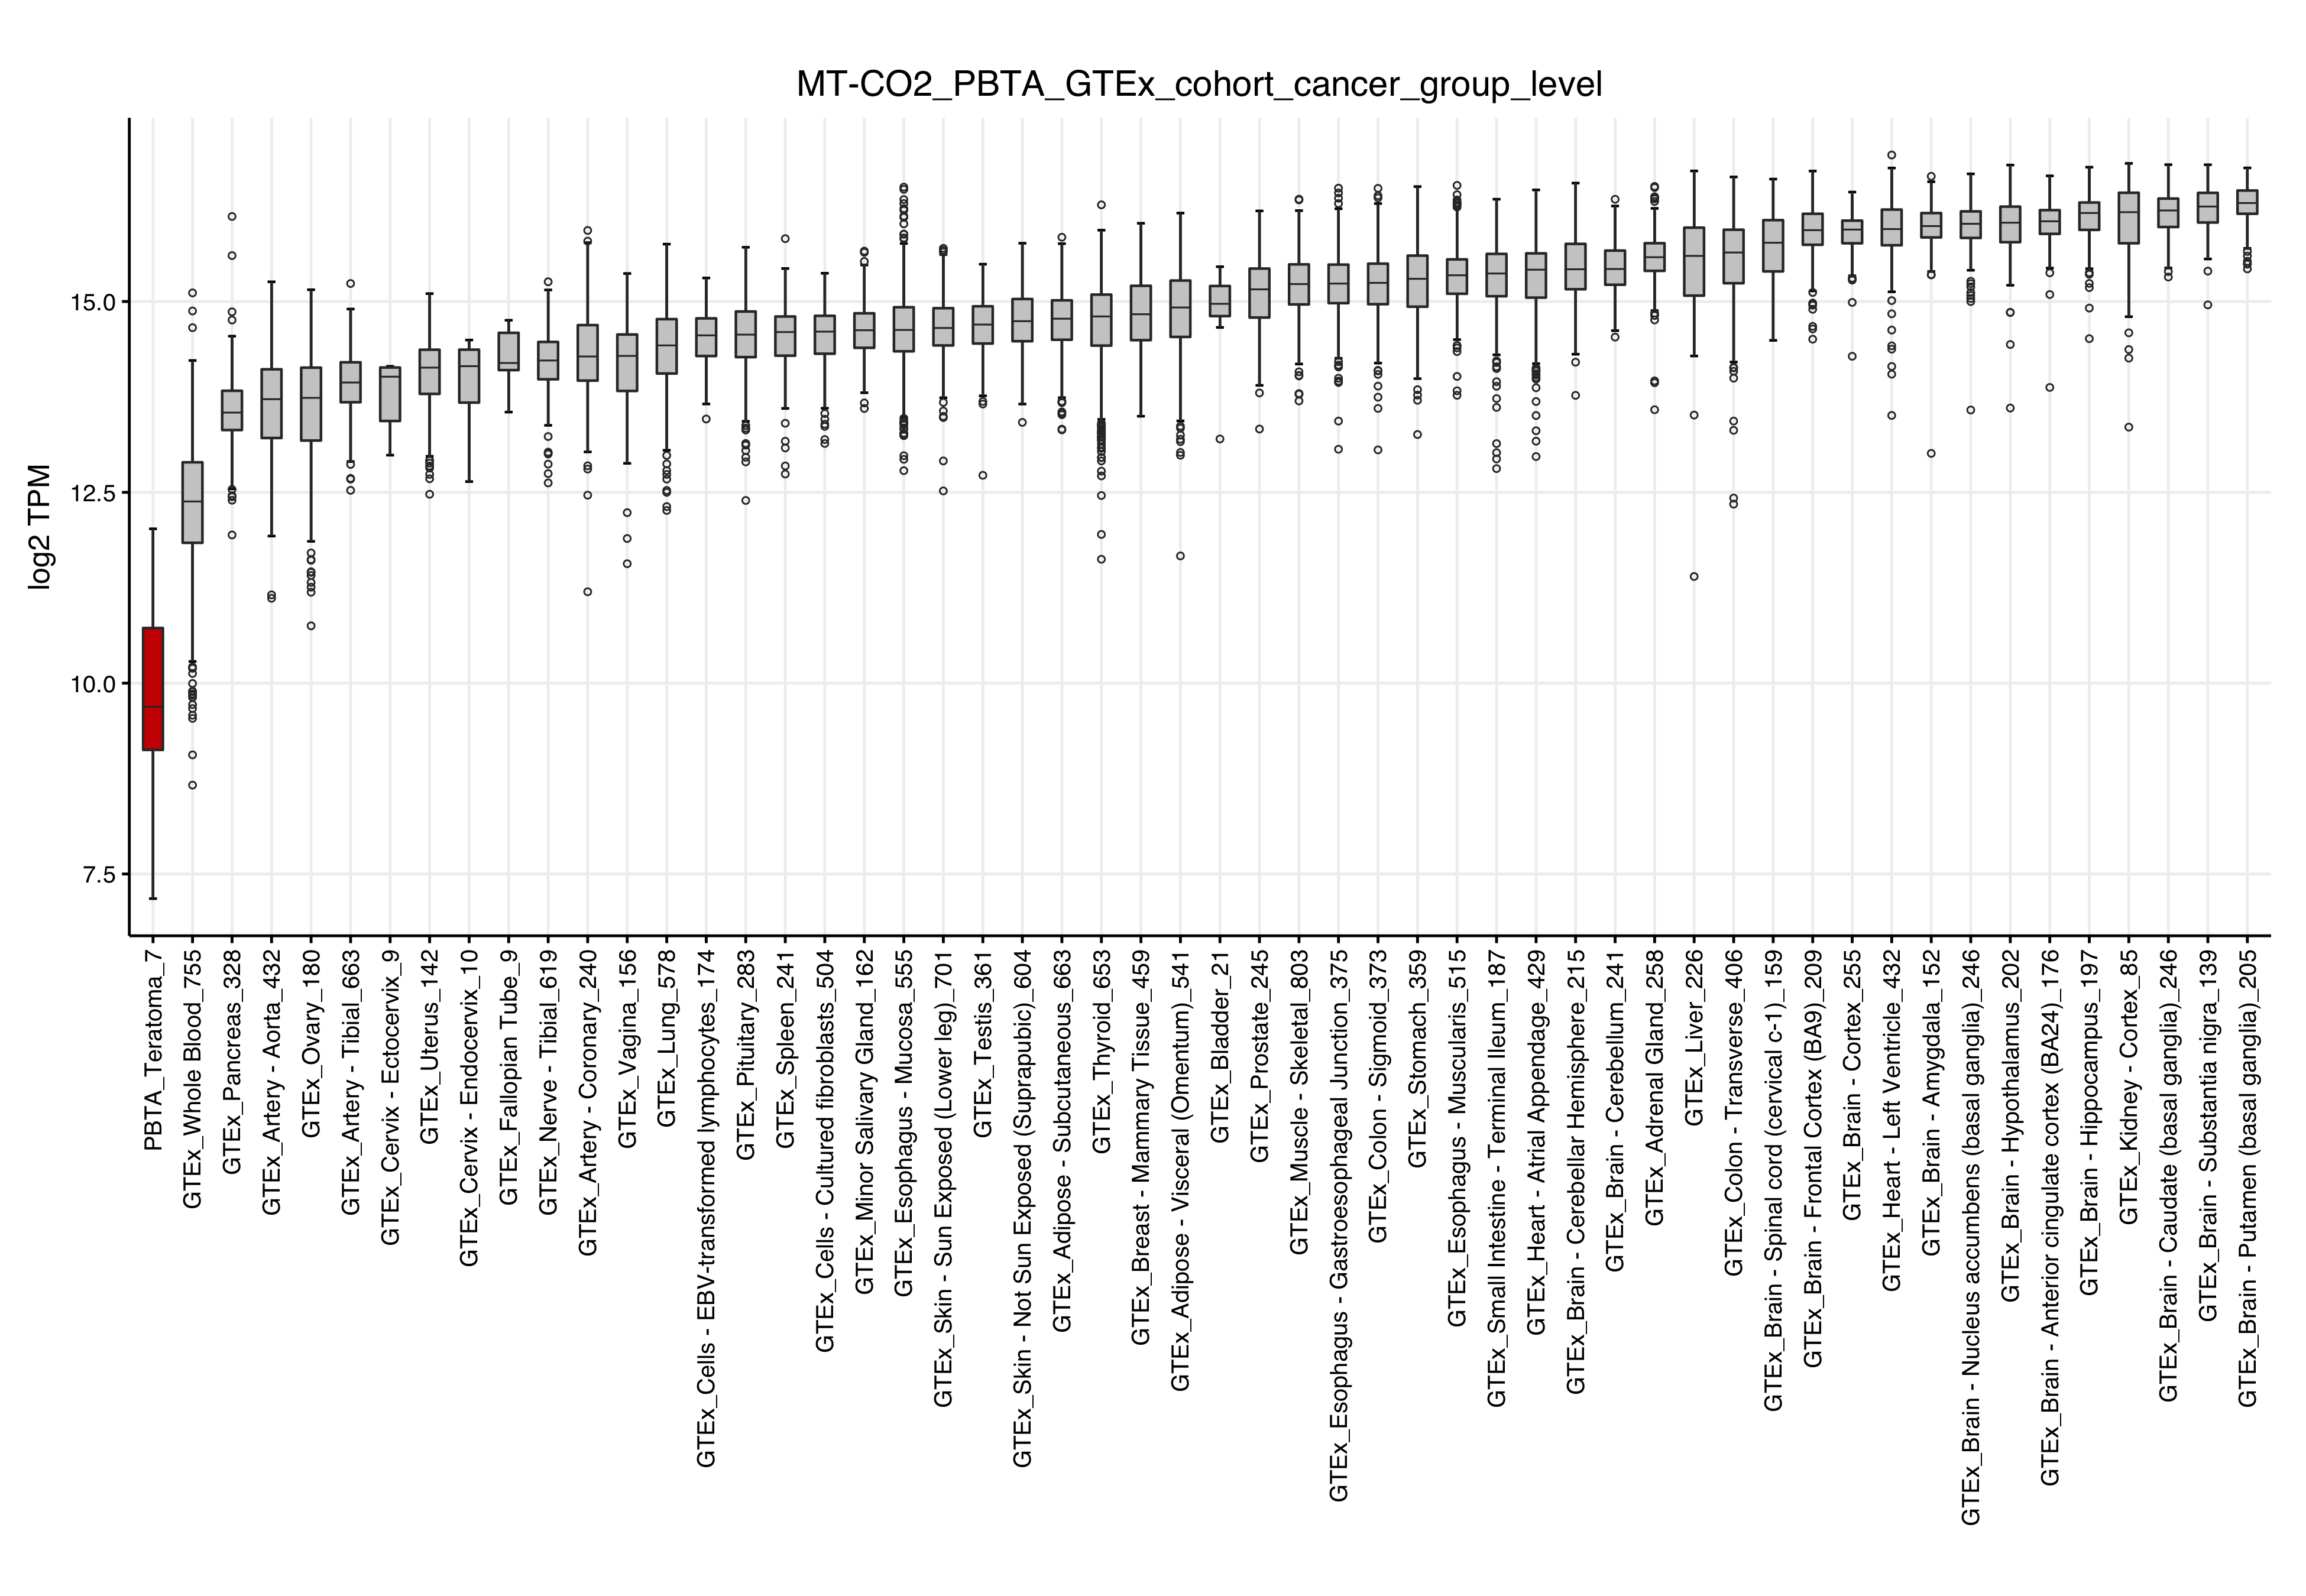 MT-CO2_PBTA_GTEx_cohort_cancer_group_level
log2 TPM
15.0
12.5
10.0
7.5
PBTA_Teratoma_7
GTEx_Whole Blood_755
GTEx_Pancreas_328
GTEx_Artery - Aorta_432
GTEx_Ovary_180
GTEx_Artery - Tibial_663
GTEx_Cervix - Ectocervix_9
GTEx_Uterus_142
GTEx_Cervix - Endocervix_10
GTEx_Fallopian Tube_9
GTEx_Nerve - Tibial_619
GTEx_Artery - Coronary_240
GTEx_Vagina_156
GTEx_Lung_578
GTEx_Cells - EBV-transformed lymphocytes_174
GTEx_Pituitary_283
GTEx_Spleen_241
GTEx_Cells - Cultured fibroblasts_504
GTEx_Minor Salivary Gland_162
GTEx_Esophagus - Mucosa_555
GTEx_Skin - Sun Exposed (Lower leg)_701
GTEx_Testis_361
GTEx_Skin - Not Sun Exposed (Suprapubic)_604
GTEx_Adipose - Subcutaneous_663
GTEx_Thyroid_653
GTEx_Breast - Mammary Tissue_459
GTEx_Adipose - Visceral (Omentum)_541
GTEx_Bladder_21
GTEx_Prostate_245
GTEx_Muscle - Skeletal_803
GTEx_Esophagus - Gastroesophageal Junction_375
GTEx_Colon - Sigmoid_373
GTEx_Stomach_359
GTEx_Esophagus - Muscularis_515
GTEx_Small Intestine - Terminal Ileum_187
GTEx_Heart - Atrial Appendage_429
GTEx_Brain - Cerebellar Hemisphere_215
GTEx_Brain - Cerebellum_241
GTEx_Adrenal Gland_258
GTEx_Liver_226
GTEx_Colon - Transverse_406
GTEx_Brain - Spinal cord (cervical c-1)_159
GTEx_Brain - Frontal Cortex (BA9)_209
GTEx_Brain - Cortex_255
GTEx_Heart - Left Ventricle_432
GTEx_Brain - Amygdala_152
GTEx_Brain - Nucleus accumbens (basal ganglia)_246
GTEx_Brain - Hypothalamus_202
GTEx_Brain - Anterior cingulate cortex (BA24)_176
GTEx_Brain - Hippocampus_197
GTEx_Kidney - Cortex_85
GTEx_Brain - Caudate (basal ganglia)_246
GTEx_Brain - Substantia nigra_139
GTEx_Brain - Putamen (basal ganglia)_205